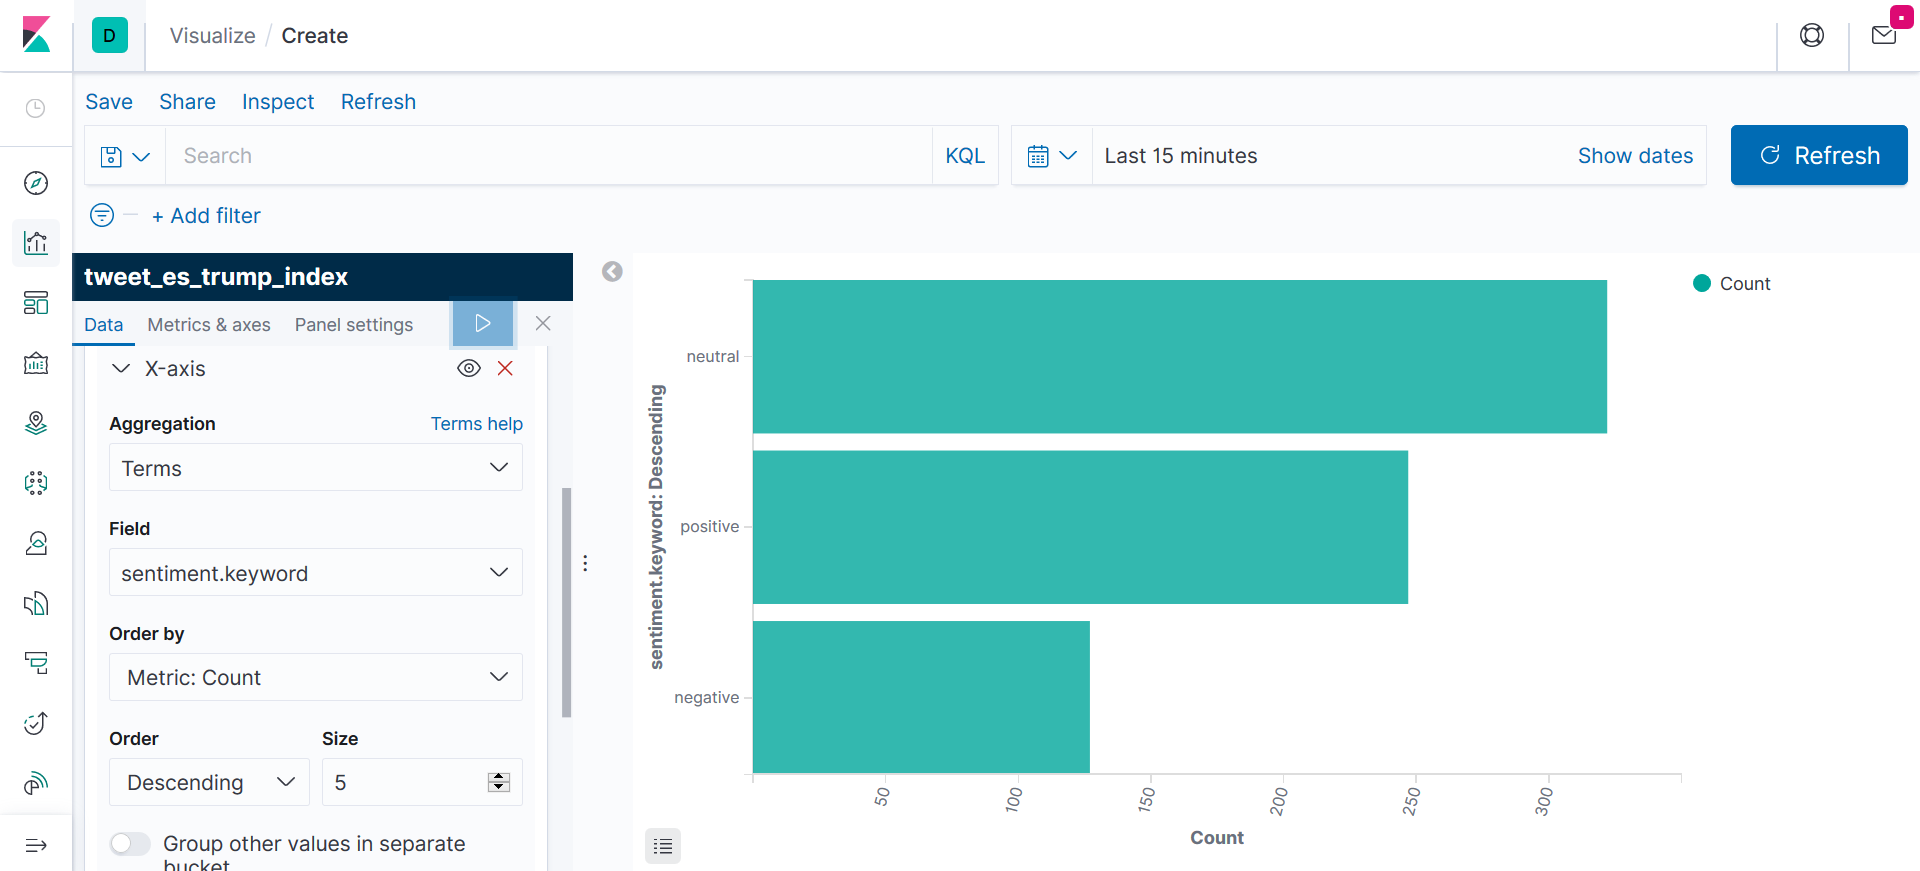 D
Visualize / Create
Save Share Inspect Refresh
Search KQL
Last 15 minutes Show dates
Refresh
+ Add filter
tweet_es_trump_index
Data Metrics & axes Panel settings
X-axis
Aggregation Terms help
Terms
Field
sentiment.keyword
Order by
Metric: Count
Order Size
Descending 5
Group other values in separate
bucket
sentiment.keyword: Descending
neutral
positive
negative
50 100 150 200 250 300
Count
Count